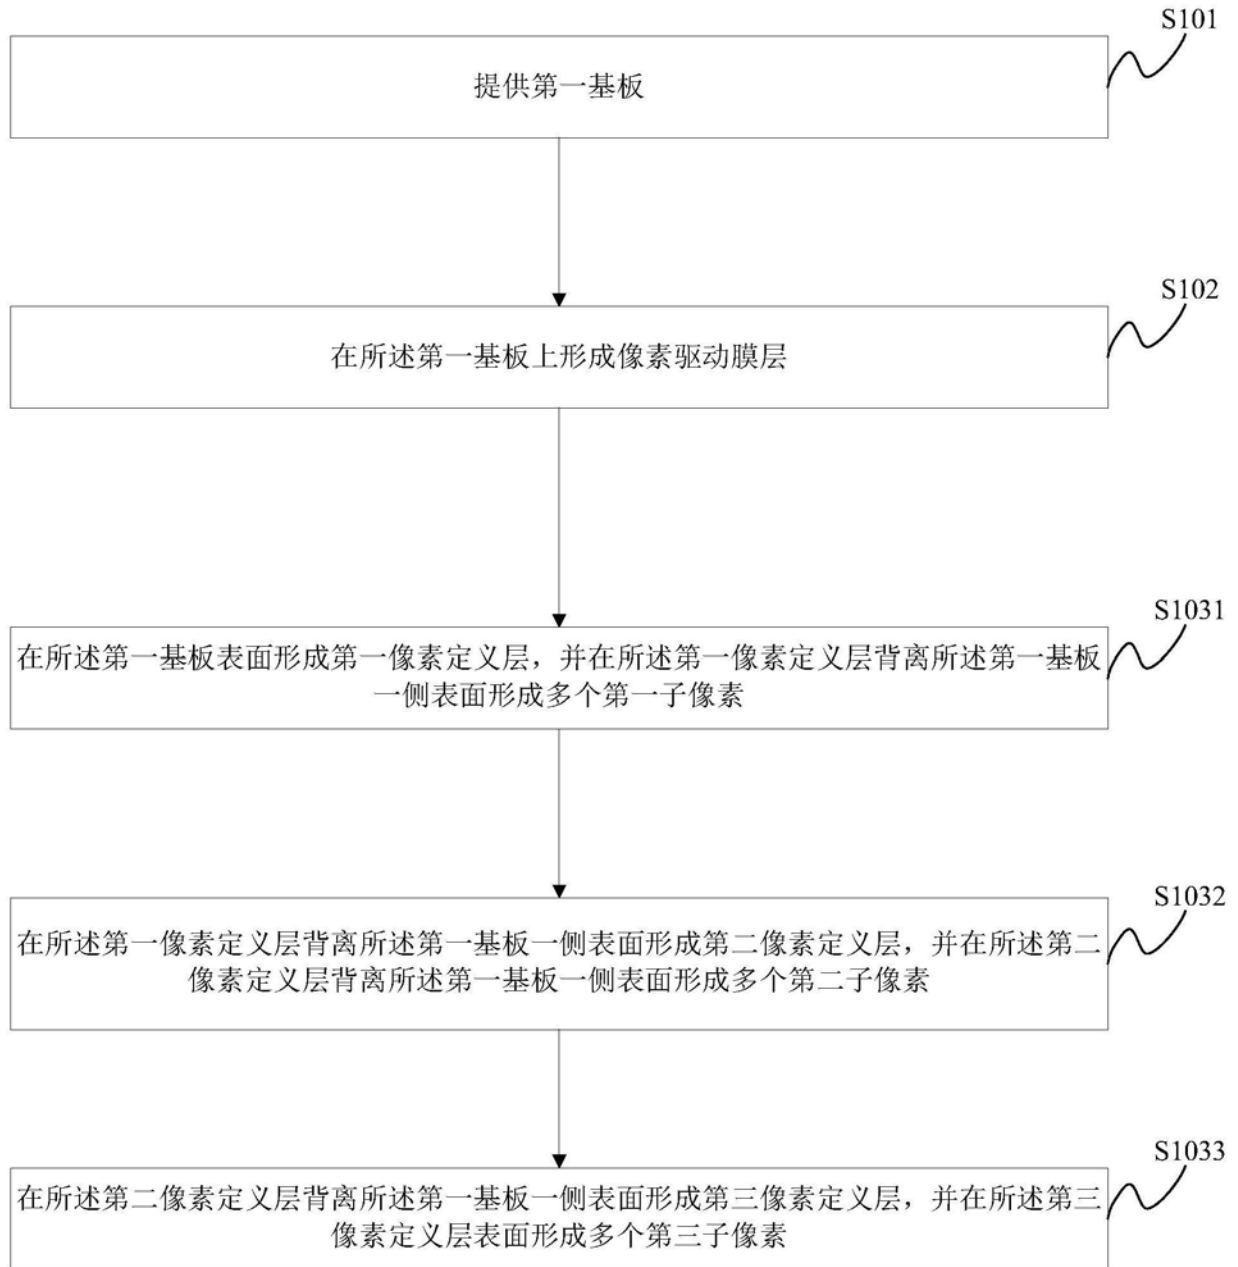 S101
提供第一基板
S102
在所述第一基板上形成像素驱动膜层
S1031
在所述第一基板表面形成第一像素定义层，并在所述第一像素定义层背离所述第一基板
一侧表面形成多个第一子像素
S1032
在所述第一像素定义层背离所述第一基板一侧表面形成第二像素定义层，并在所述第二
像素定义层背离所述第一基板一侧表面形成多个第二子像素
S1033
在所述第二像素定义层背离所述第一基板一侧表面形成第三像素定义层，并在所述第三
像素定义层表面形成多个第三子像素